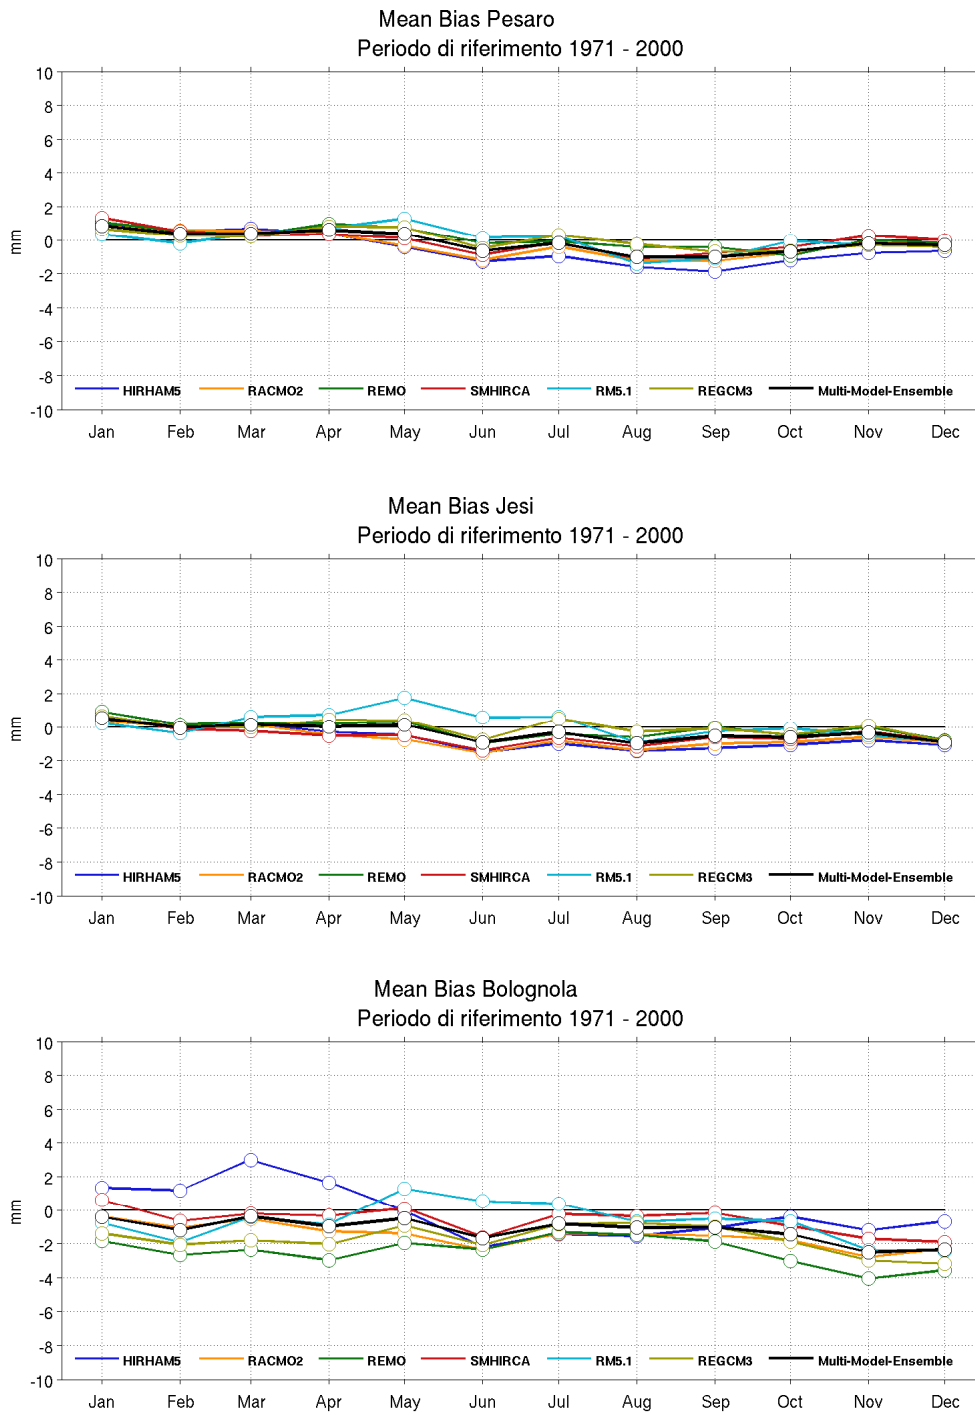 Mean Bias Pesaro
Periodo di riferimento 1971 - 2000
10
8
6
4
2
0
-2
-4
-6
-8
-10
mm
HIRHAM5 RACMO2 REMO SMHIRCA RM5.1 REGCM3 Multi-Model-Ensemble
Jan Feb Mar Apr May Jun Jul Aug Sep Oct Nov Dec
Mean Bias Jesi
Periodo di riferimento 1971 - 2000
10
8
6
4
2
0
-2
-4
-6
-8
-10
mm
HIRHAM5 RACMO2 REMO SMHIRCA RM5.1 REGCM3 Multi-Model-Ensemble
Jan Feb Mar Apr May Jun Jul Aug Sep Oct Nov Dec
Mean Bias Bolognola
Periodo di riferimento 1971 - 2000
10
8
6
4
2
0
-2
-4
-6
-8
-10
mm
HIRHAM5 RACMO2 REMO SMHIRCA RM5.1 REGCM3 Multi-Model-Ensemble
Jan Feb Mar Apr May Jun Jul Aug Sep Oct Nov Dec